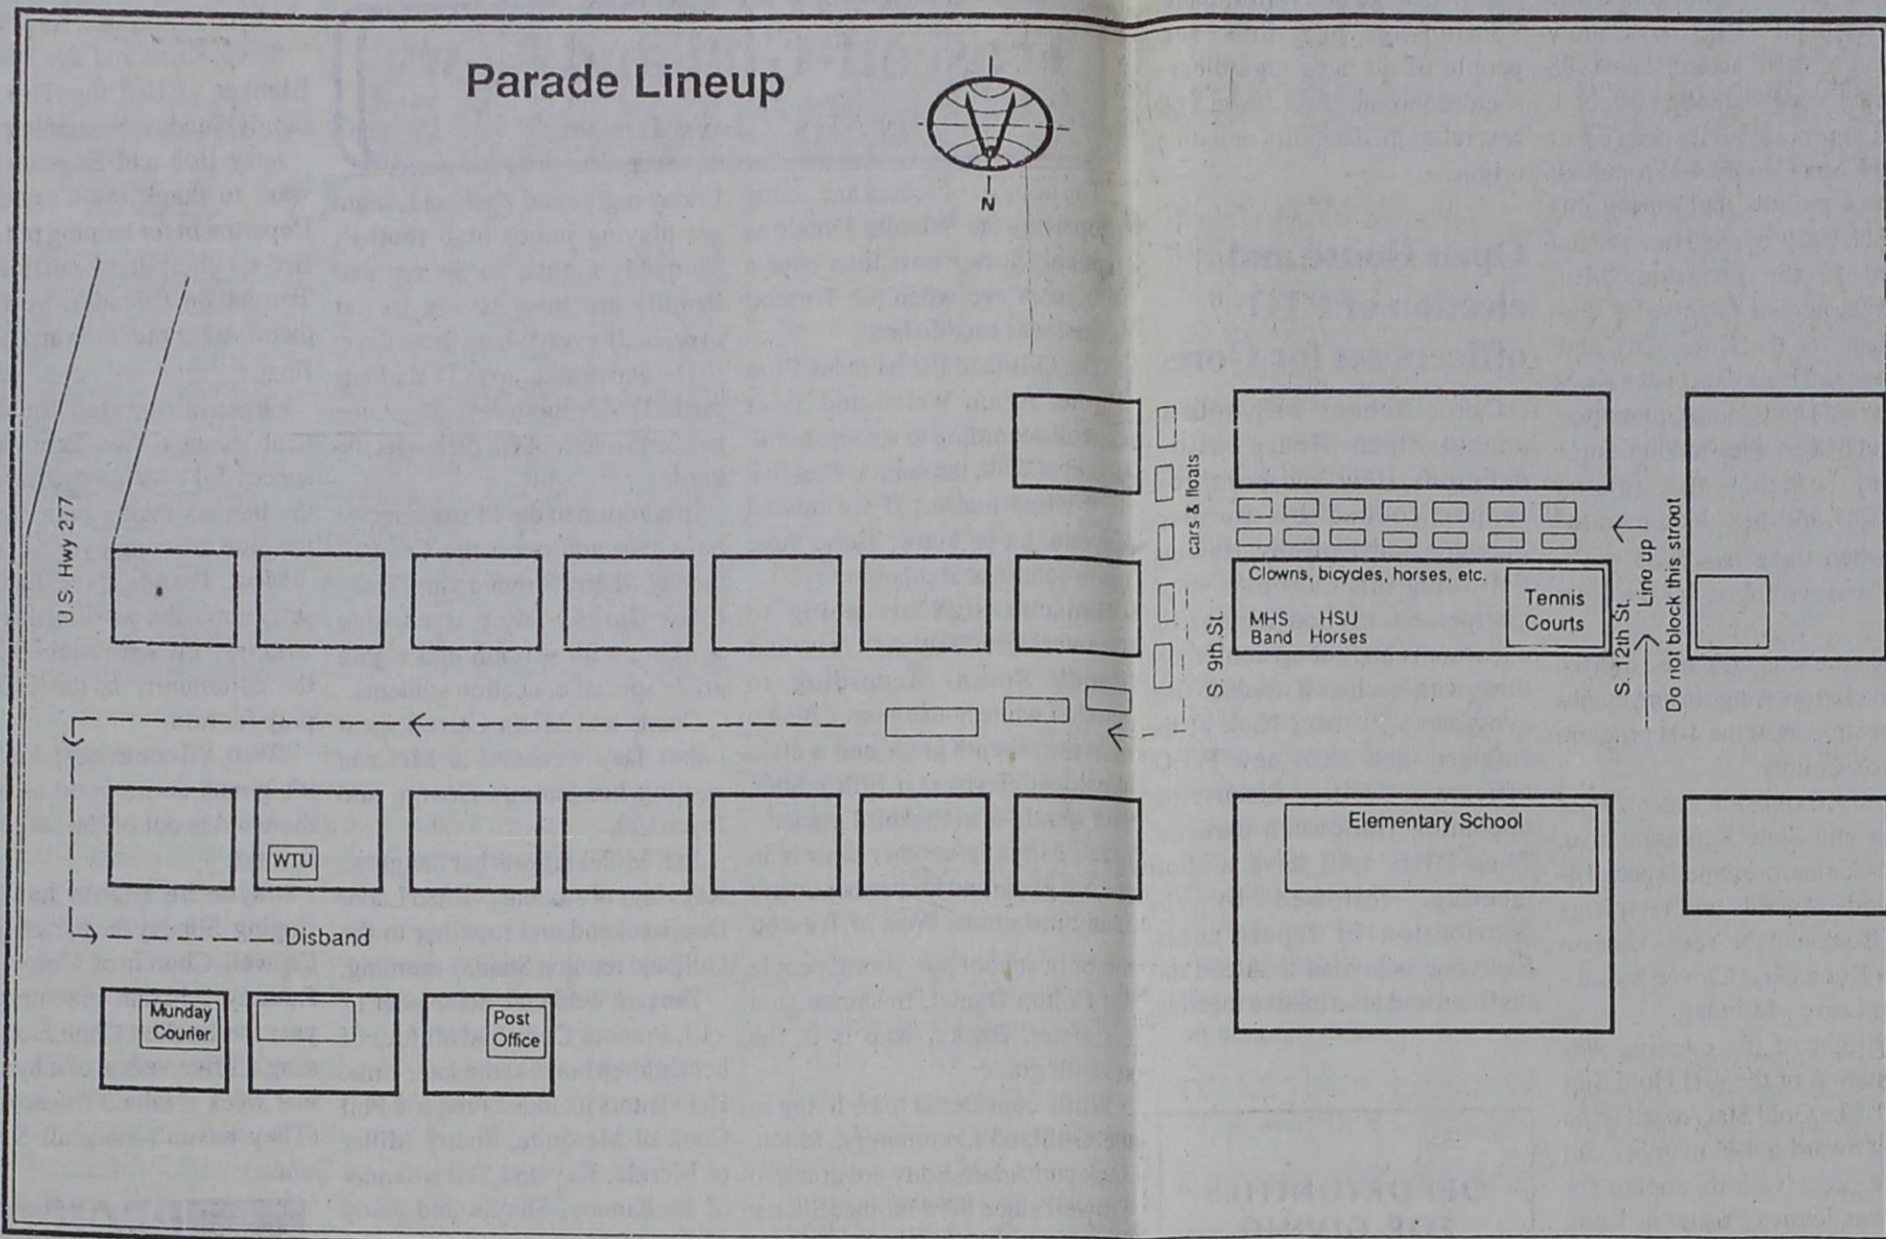 Parade Lineup
N
U.S. Hwy 277
cars & floats
S. 9th St.
Clowns, bicycles, horses, etc.
MHS HSU
Band Horses
Tennis
Courts
S. 12th St.
Line up
Do not block this street
Elementary School
WTU
Disband
Munday
Courier
Post
Office